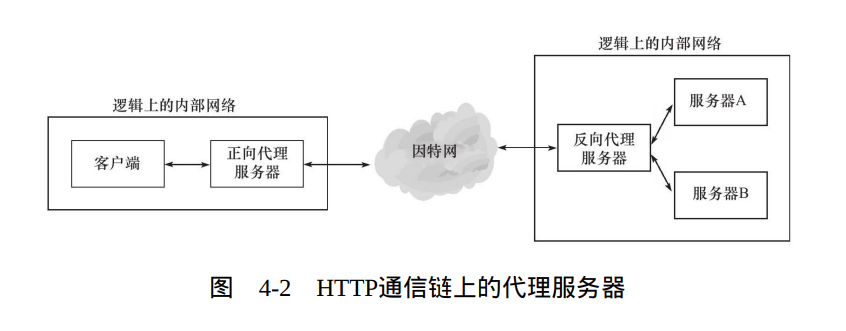 逻辑上的内部网络
客户端
正向代理
服务器
因特网
逻辑上的内部网络
反向代理
服务器
服务器A
服务器B
图 4-2 HTTP通信链上的代理服务器